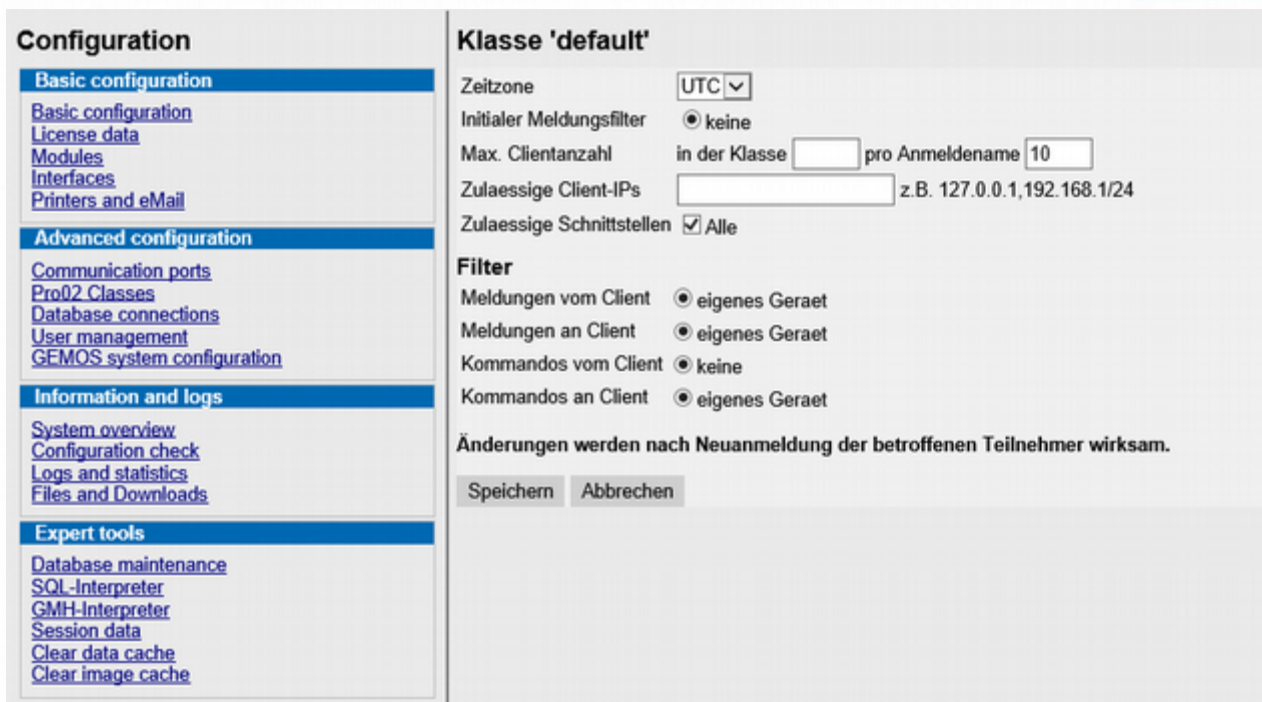 Configuration
Basic configuration
Basic configuration
License data
Modules
Interfaces
Printers and eMail
Advanced configuration
Communication ports
Pro02 Classes
Database connections
User management
GEMOS system configuration
Information and logs
System overview
Configuration check
Logs and statistics
Files and Downloads
Expert tools
Database maintenance
SQL-Interpreter
GMH-Interpreter
Session data
Clear data cache
Clear image cache
Klasse 'default'
Zeitzone UTC
Initialer Meldungsfilter keine
Max. Clientanzahl in der Klasse pro Anmeldename 10
Zulaessige Client-IPs z.B. 127.0.0.1,192.168.1/24
Zulaessige Schnittstellen Alle
Filter
Meldungen vom Client eigenes Geraet
Meldungen an Client eigenes Geraet
Kommandos vom Client keine
Kommandos an Client eigenes Geraet
Änderungen werden nach Neuanmeldung der betroffenen Teilnehmer wirksam.
Speichern Abbrechen